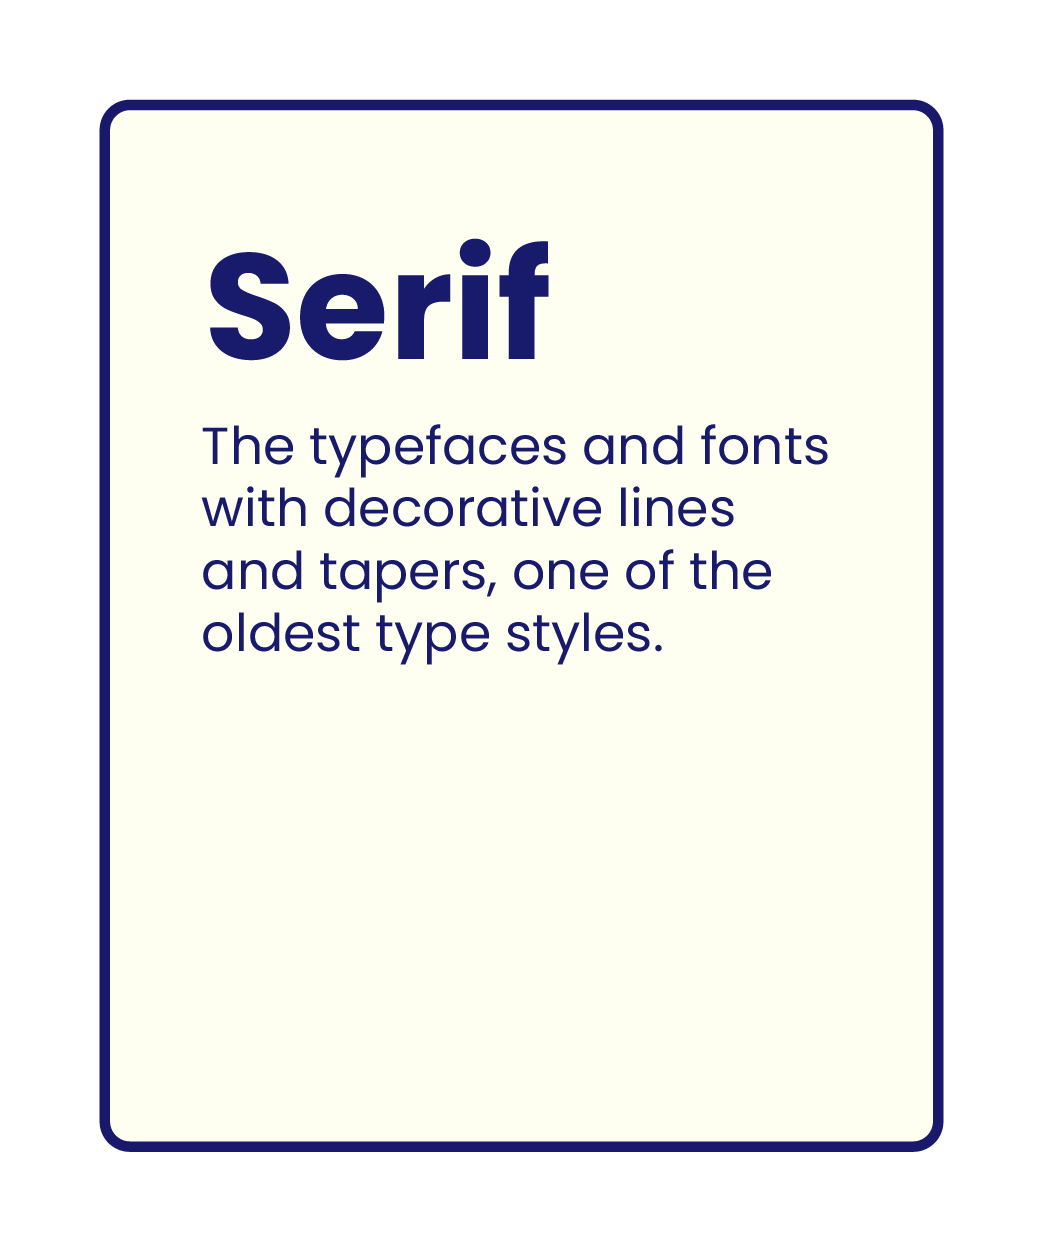 Serif
The typefaces and fonts
with decorative lines
and tapers, one of the
oldest type styles.